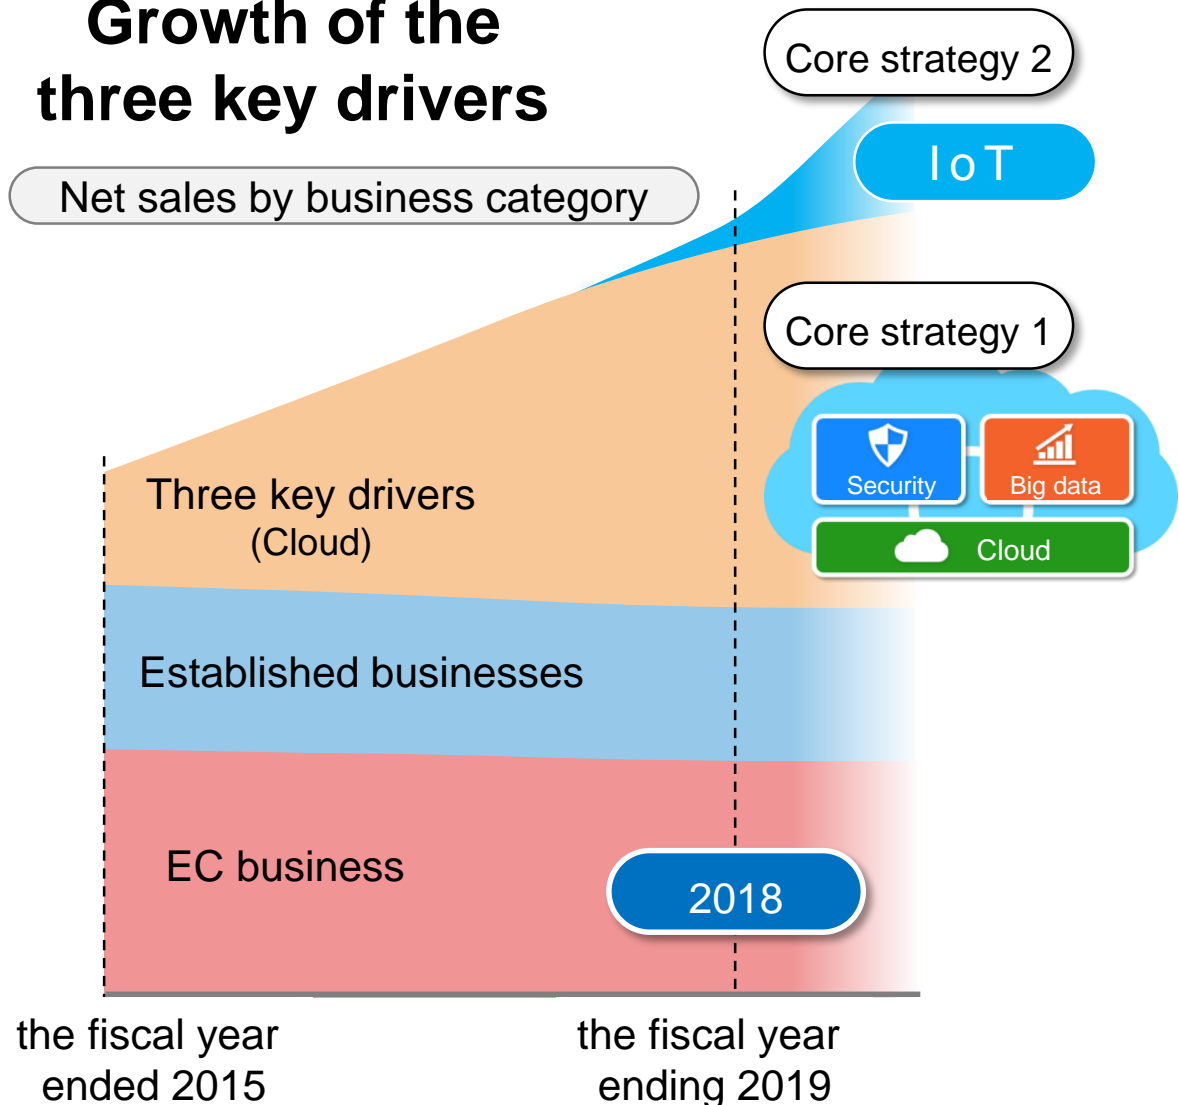 Growth of the
three key drivers
Core strategy 2
IoT
Net sales by business category
Core strategy 1
Security
Big data
Cloud
Three key drivers
(Cloud)
Established businesses
EC business
2018
the fiscal year
ended 2015
the fiscal year
ending 2019